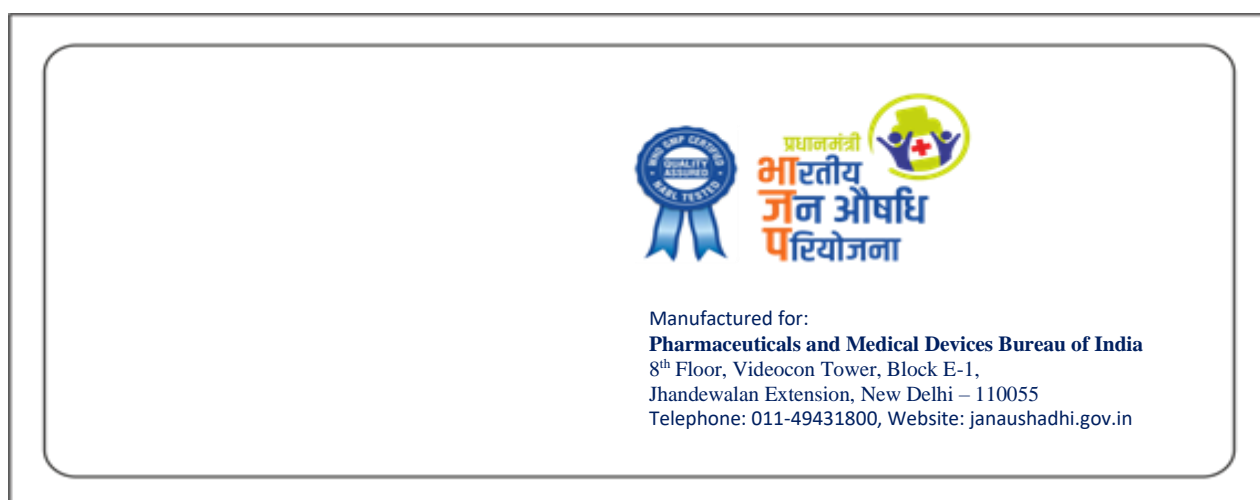 WHO GMP CERTIFIED
QUALITY
ASSURED
NABL TESTED
प्रधानमंत्री
भारतीय
जन औषधि
परियोजना
Manufactured for:
Pharmaceuticals and Medical Devices Bureau of India
8th Floor, Videocon Tower, Block E-1,
Jhandewalan Extension, New Delhi – 110055
Telephone: 011-49431800, Website: janaushadhi.gov.in